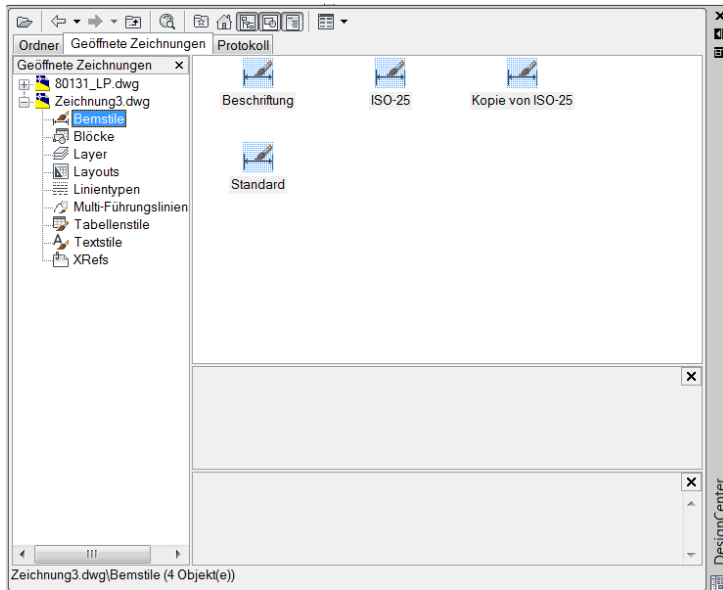 Ordner Geöffnete Zeichnungen Protokoll
Geöffnete Zeichnungen x
80131_LP.dwg
Zeichnung3.dwg
Bemstile
Blöcke
Layer
Layouts
Linientypen
Multi-Führungslinien
Tabellenstile
Textstile
XRefs
Beschriftung ISO-25 Kopie von ISO-25
Standard
DesignCenter
Zeichnung3.dwg\Bemstile (4 Objekt(e))